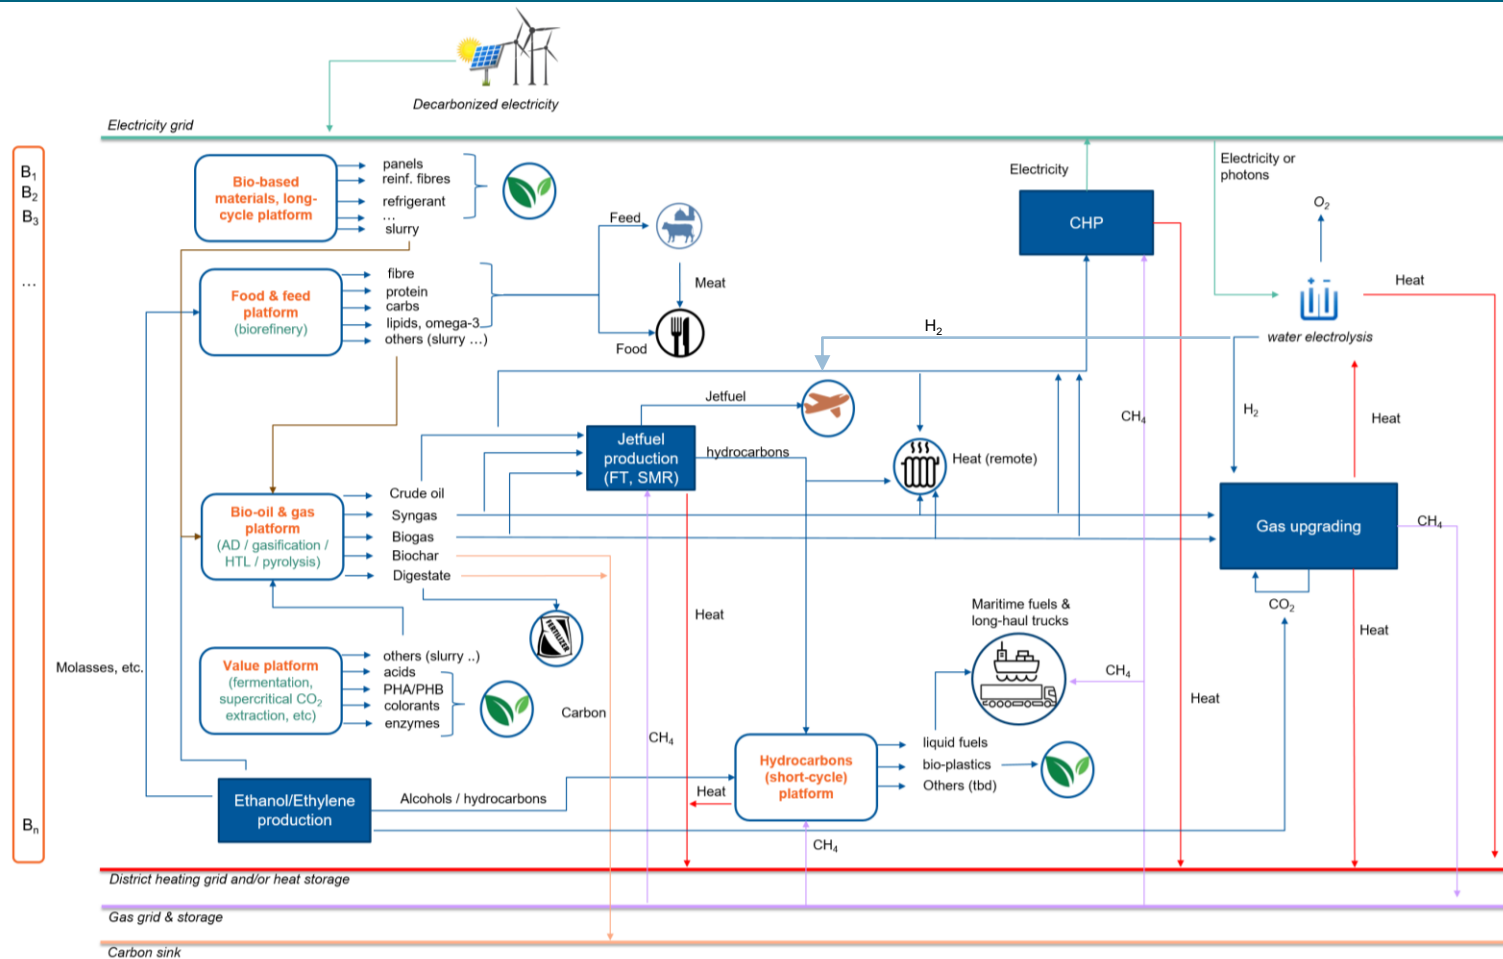 Decarbonized electricity
Electricity grid
B1
B2
B3
...
Bn
Bio-based
materials, long-
cycle platform
panels
reinf. fibres
refrigerant
...
slurry
Food & feed
platform
(biorefinery)
fibre
protein
carbs
lipids, omega-3
others (slurry ...)
Feed
Meat
Food
Electricity
CHP
Electricity or
photons
O2
water electrolysis
Heat
H2
H2
Heat
CH4
Jetfuel
Jetfuel
production
(FT, SMR)
hydrocarbons
Heat (remote)
Bio-oil & gas
platform
(AD / gasification /
HTL / pyrolysis)
Crude oil
Syngas
Biogas
Biochar
Digestate
FERTILIZER
Gas upgrading
CH4
CO2
Heat
Heat
Heat
Maritime fuels &
long-haul trucks
CH4
Molasses, etc.
Value platform
(fermentation,
supercritical CO2
extraction, etc)
others (slurry ..)
acids
PHA/PHB
colorants
enzymes
Carbon
CH4
Hydrocarbons
(short-cycle)
platform
liquid fuels
bio-plastics
Others (tbd)
Heat
CH4
Ethanol/Ethylene
production
Alcohols / hydrocarbons
District heating grid and/or heat storage
Gas grid & storage
Carbon sink